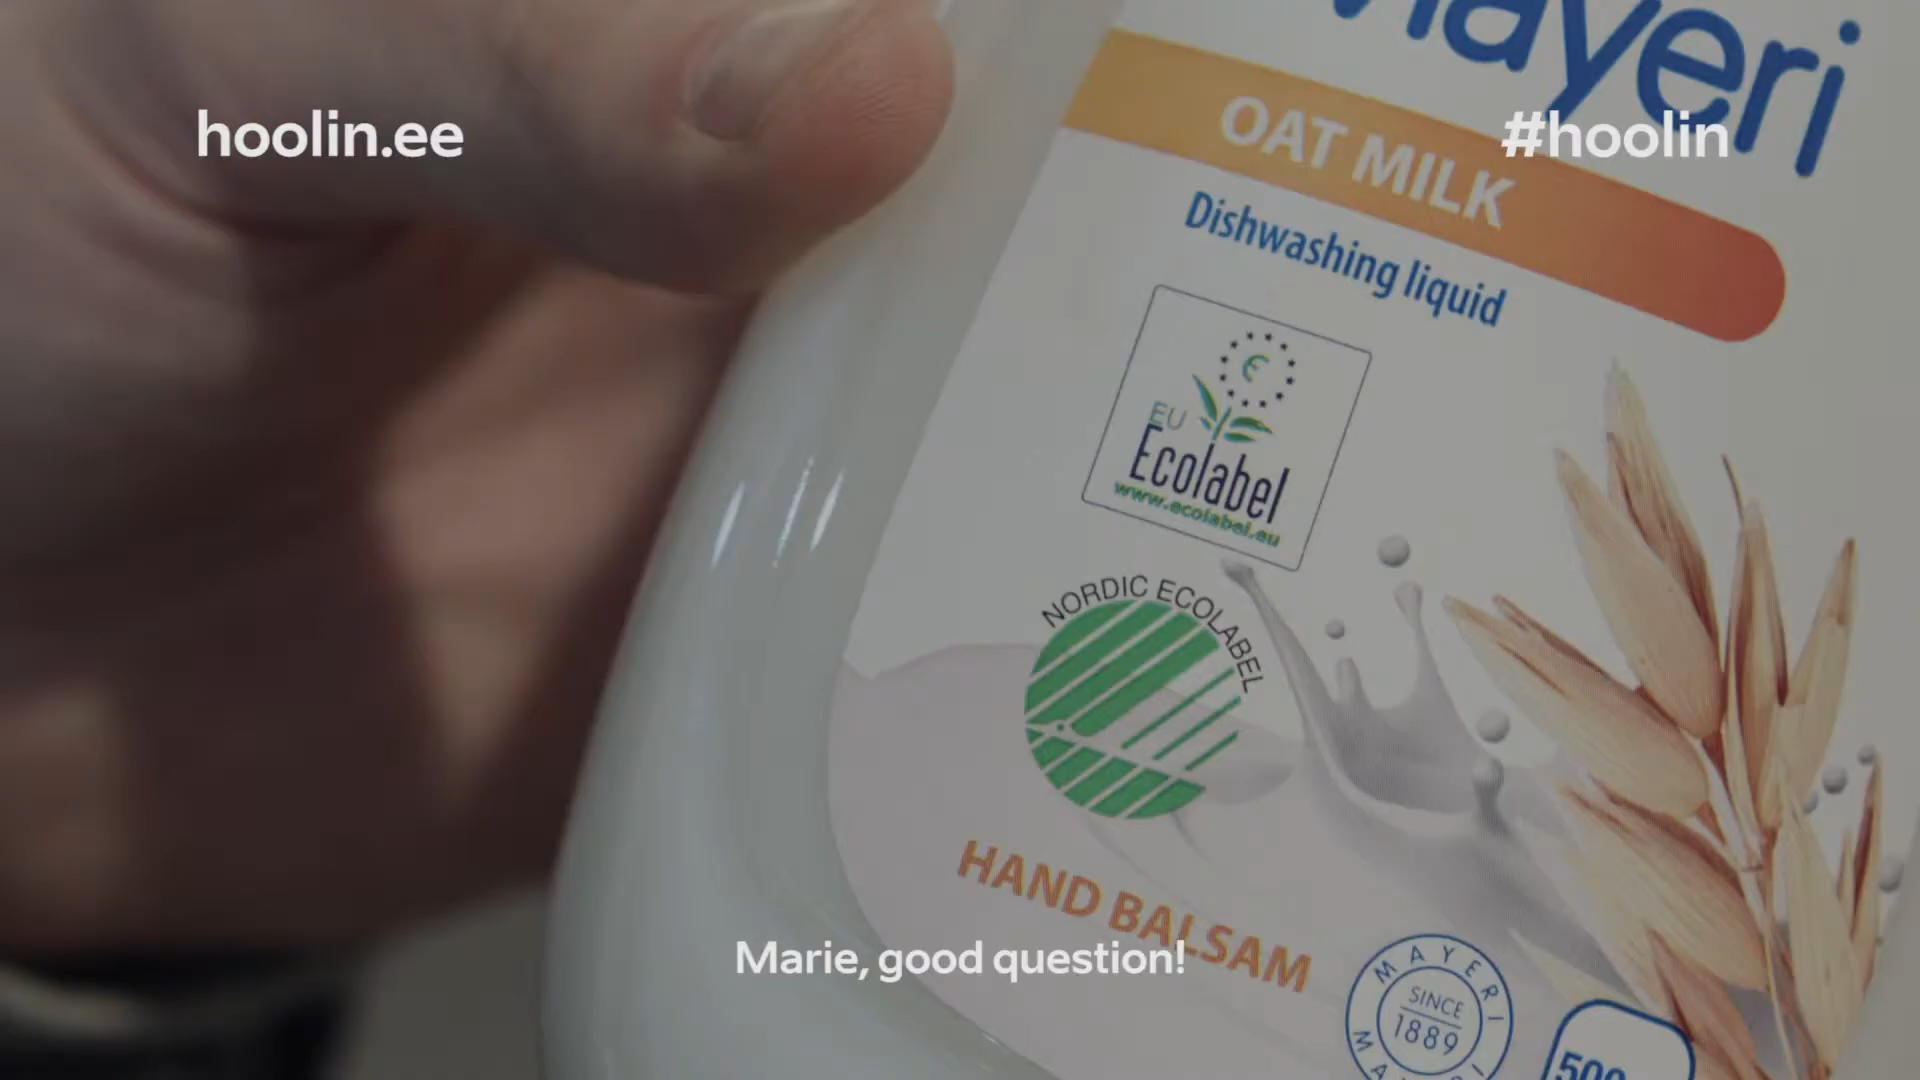 hoolin.ee
#hoolin
Mayeri
OAT MILK
Dishwashing liquid
€
EU
Ecolabel
www.ecolabel.eu
NORDIC ECOLABEL
HAND BALSAM
Marie, good question!
MAYERI
SINCE
1889